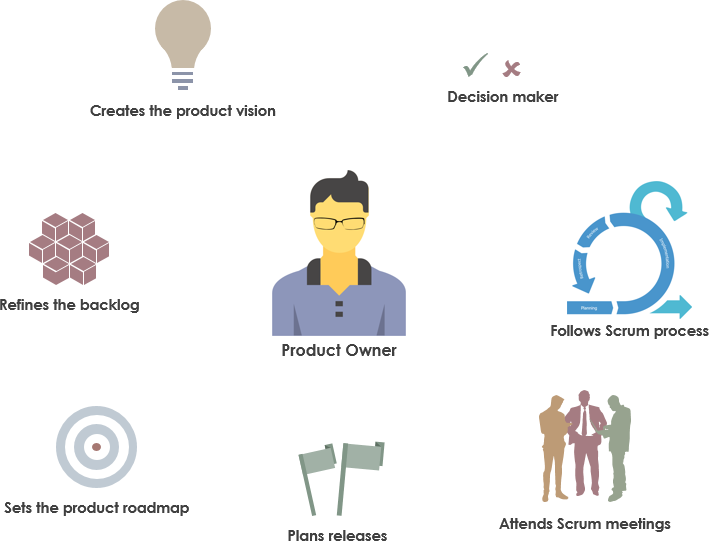 Creates the product vision
Decision maker
Refines the backlog
Product Owner
Planning
Implementation
Follows Scrum process
Sets the product roadmap
Plans releases
Attends Scrum meetings